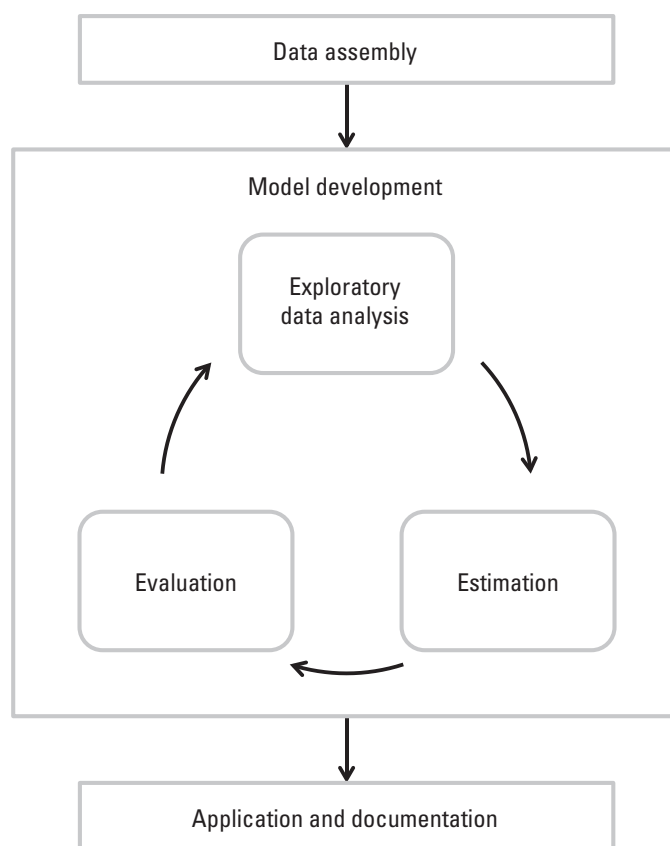 Data assembly
Model development
Exploratory
data analysis
Evaluation
Estimation
Application and documentation